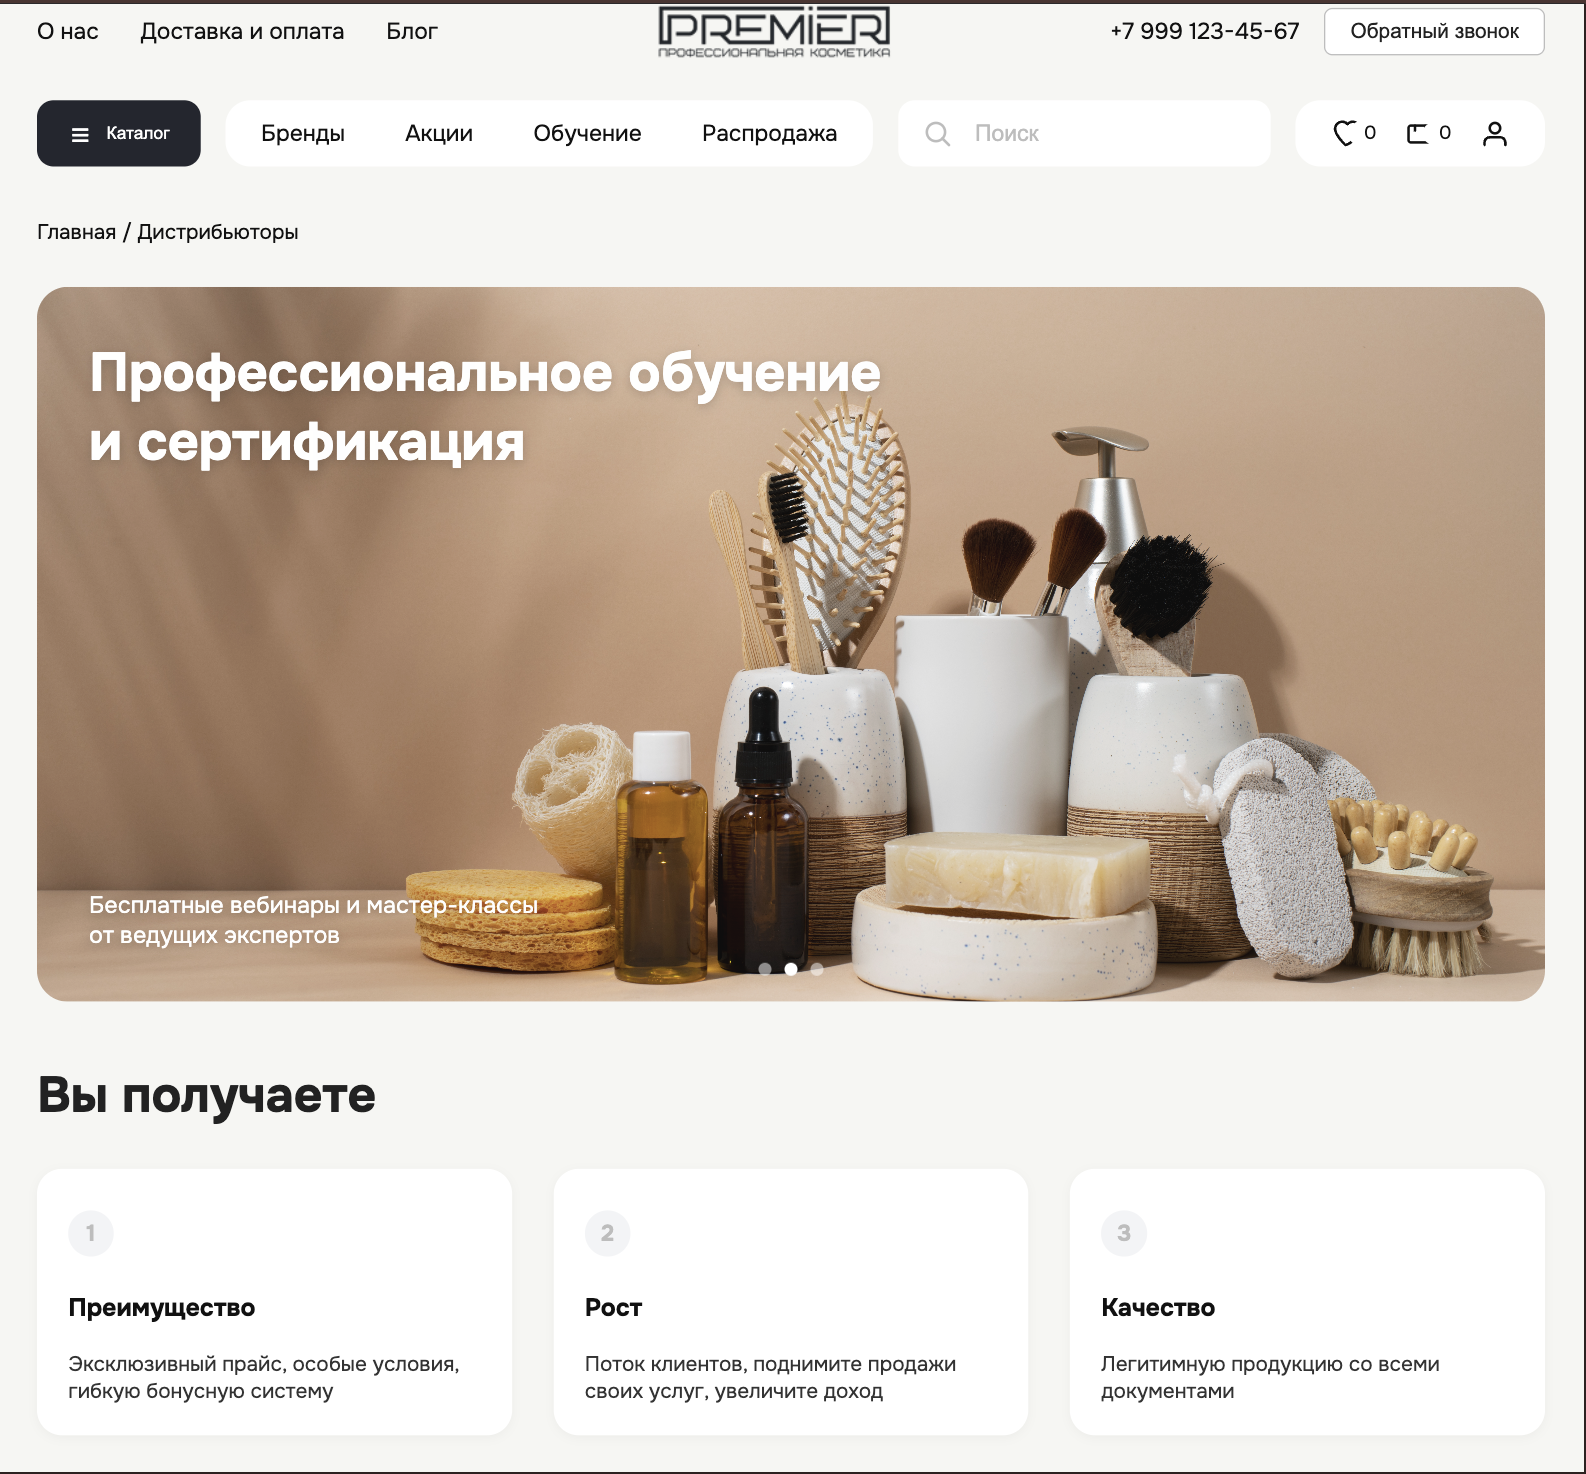 О нас
Доставка и оплата
Блог
PREMIER
ПРОФЕССИОНАЛЬНАЯ КОСМЕТИКА
+7 999 123-45-67
Обратный звонок
Каталог
Бренды
Акции
Обучение
Распродажа
Поиск
0
0
Главная / Дистрибьюторы
Профессиональное обучение
и сертификация
Бесплатные вебинары и мастер-классы
от ведущих экспертов
Вы получаете
1
Преимущество
Эксклюзивный прайс, особые условия,
гибкую бонусную систему
2
Рост
Поток клиентов, поднимите продажи
своих услуг, увеличите доход
3
Качество
Легитимную продукцию со всеми
документами